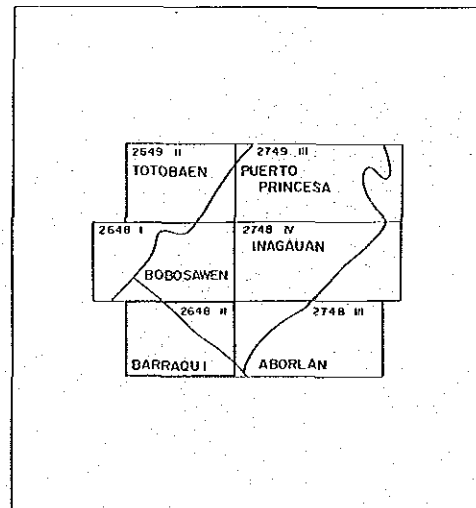 2649 II
TOTOBAEN
2749 III
PUERTO
PRINCESA
2648 I
BOBOSAWEN
2748 IV
INAGAUAN
2648 II
BARRAQUI
2748 III
ABORLAN